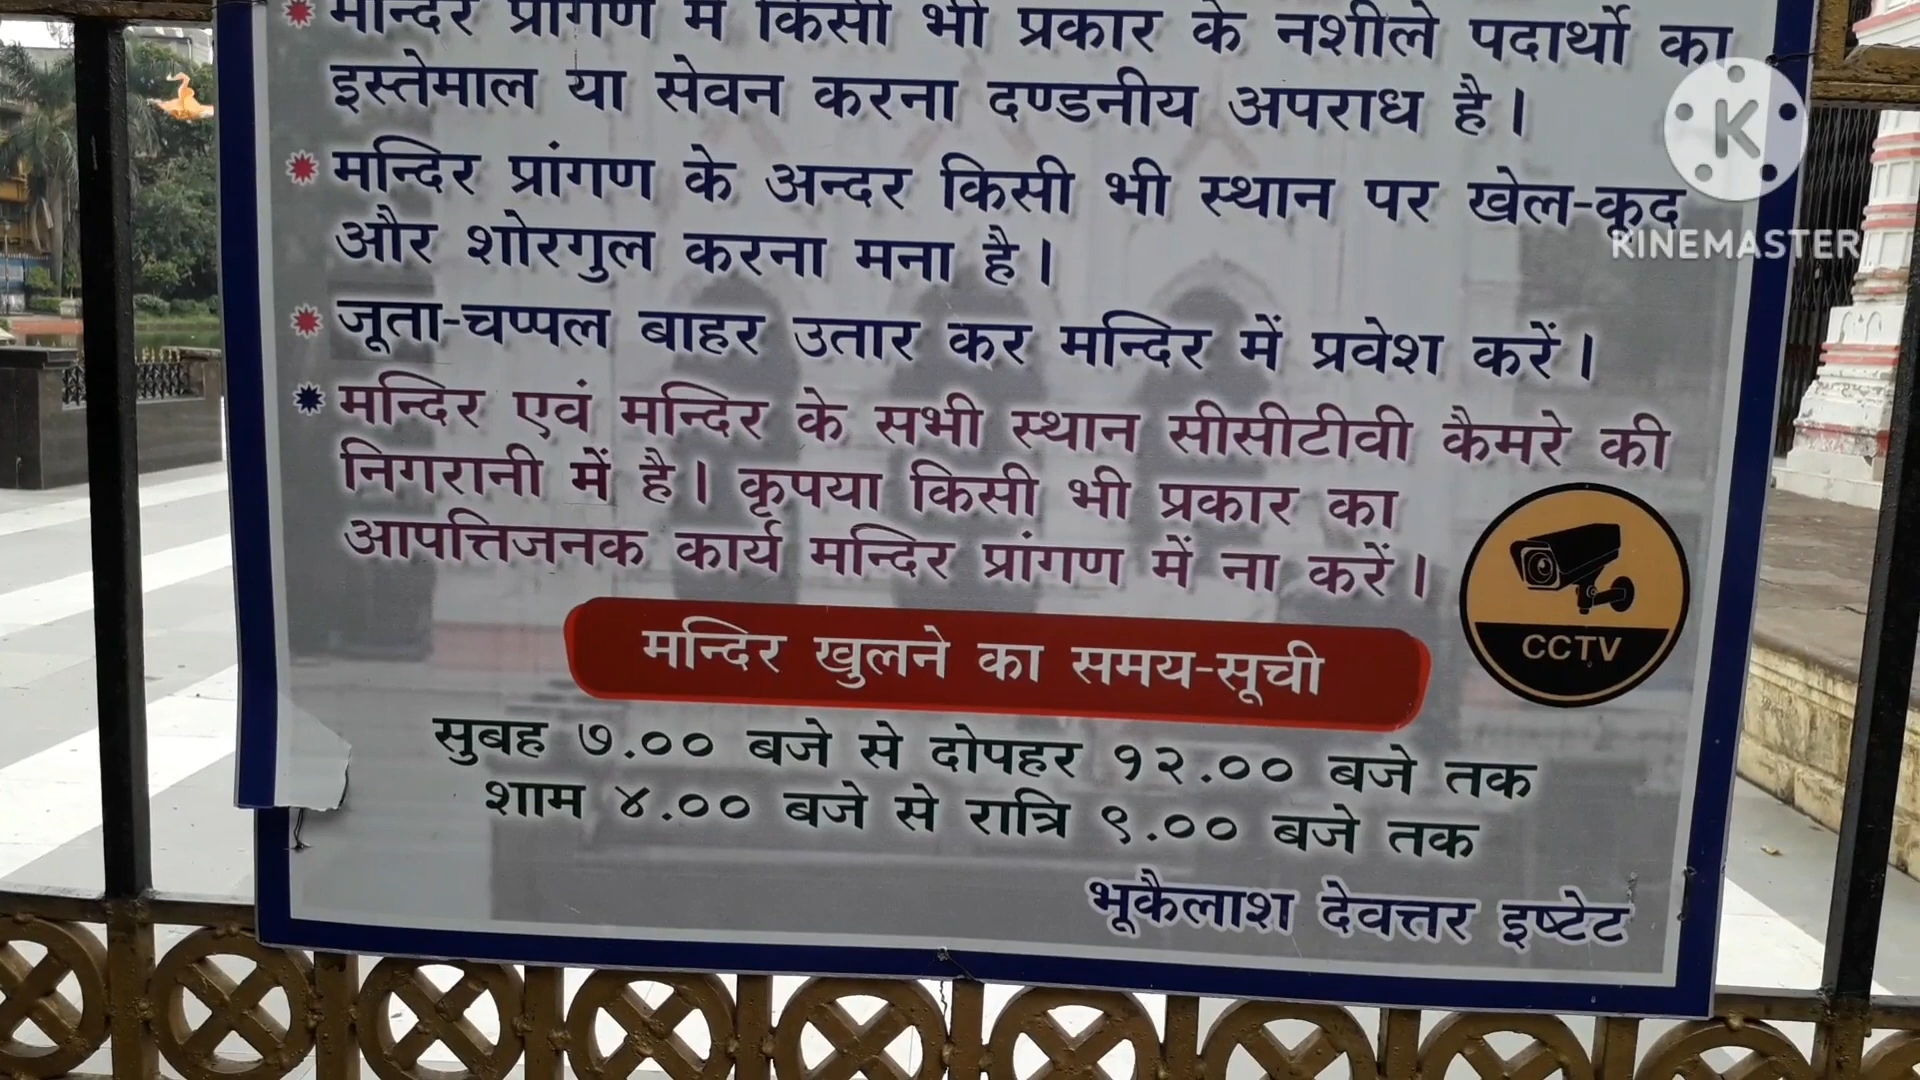 मन्दिर प्रांगण में किसी भी प्रकार के नशीले पदार्थो का
इस्तेमाल या सेवन करना दण्डनीय अपराध है।
मन्दिर प्रांगण के अन्दर किसी भी स्थान पर खेल-कूद
और शोरगुल करना मना है।
जूता-चप्पल बाहर उतार कर मन्दिर में प्रवेश करें।
मन्दिर एवं मन्दिर के सभी स्थान सीसीटीवी कैमरे की
निगरानी में है। कृपया किसी भी प्रकार का
आपत्तिजनक कार्य मन्दिर प्रांगण में ना करें।
CCTV
मन्दिर खुलने का समय-सूची
सुबह ७.०० बजे से दोपहर १२.०० बजे तक
शाम ४.०० बजे से रात्रि ९.०० बजे तक
भूकैलाश देवत्तर इष्टेट
K
KINEMASTER